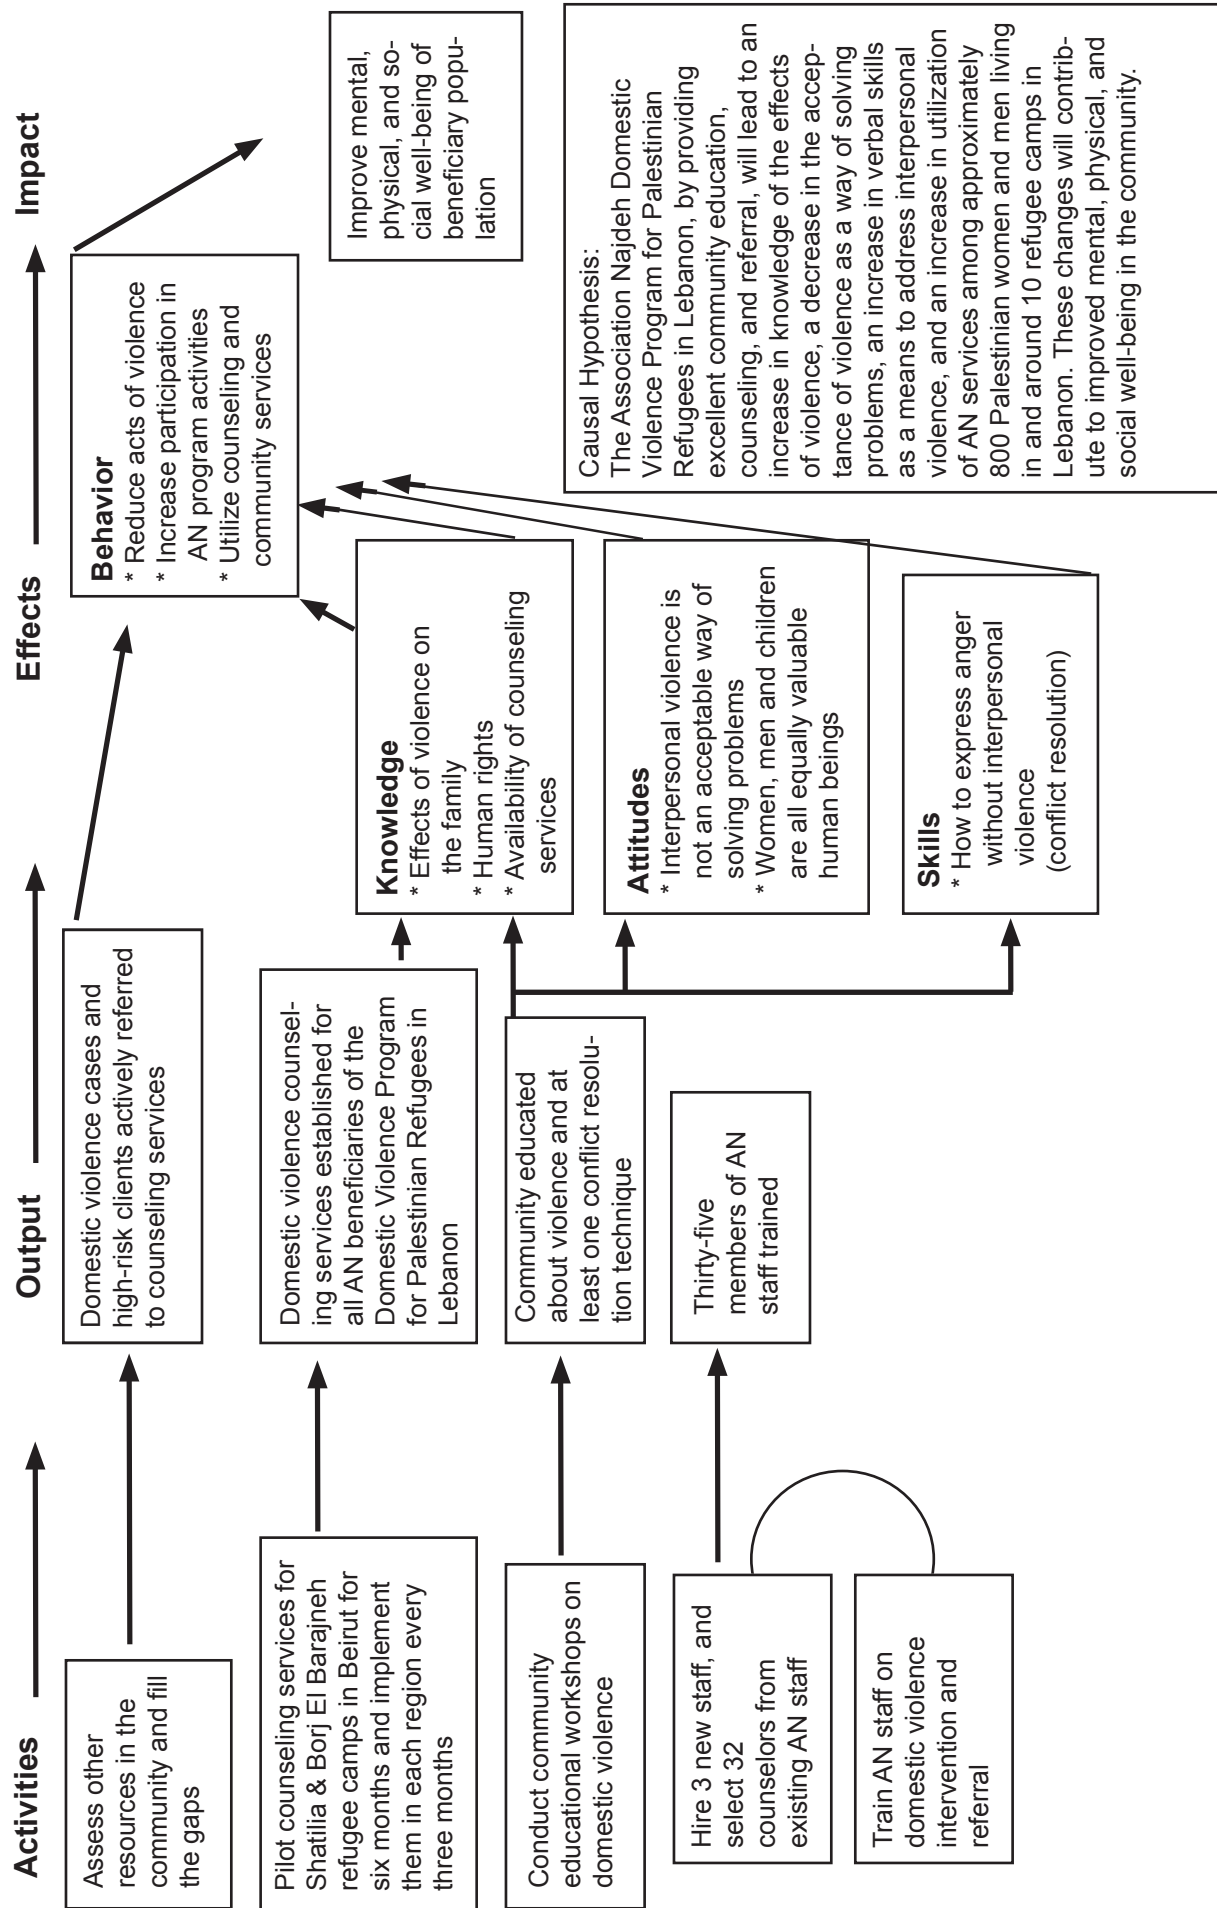 Activities
Output
Effects
Impact
Assess other
resources in the
community and fill
the gaps
Pilot counseling services for
Shatilia & Borj El Barajneh
refugee camps in Beirut for
six months and implement
them in each region every
three months
Conduct community
educational workshops on
domestic violence
Hire 3 new staff, and
select 32
counselors from
existing AN staff
Train AN staff on
domestic violence
intervention and
referral
Domestic violence cases and
high-risk clients actively referred
to counseling services
Domestic violence counsel-
ing services established for
all AN beneficiaries of the
Domestic Violence Program
for Palestinian Refugees in
Lebanon
Community educated
about violence and at
least one conflict resolu-
tion technique
Thirty-five
members of AN
staff trained
Behavior
* Reduce acts of violence
* Increase participation in
AN program activities
* Utilize counseling and
community services
Knowledge
* Effects of violence on
the family
* Human rights
* Availability of counseling
services
Attitudes
* Interpersonal violence is
not an acceptable way of
solving problems
* Women, men and children
are all equally valuable
human beings
Skills
* How to express anger
without interpersonal
violence
(conflict resolution)
Improve mental,
physical, and so-
cial well-being of
beneficiary popu-
lation
Causal Hypothesis:
The Association Najdeh Domestic
Violence Program for Palestinian
Refugees in Lebanon, by providing
excellent community education,
counseling, and referral, will lead to an
increase in knowledge of the effects
of violence, a decrease in the accep-
tance of violence as a way of solving
problems, an increase in verbal skills
as a means to address interpersonal
violence, and an increase in utilization
of AN services among approximately
800 Palestinian women and men living
in and around 10 refugee camps in
Lebanon. These changes will contrib-
ute to improved mental, physical, and
social well-being in the community.